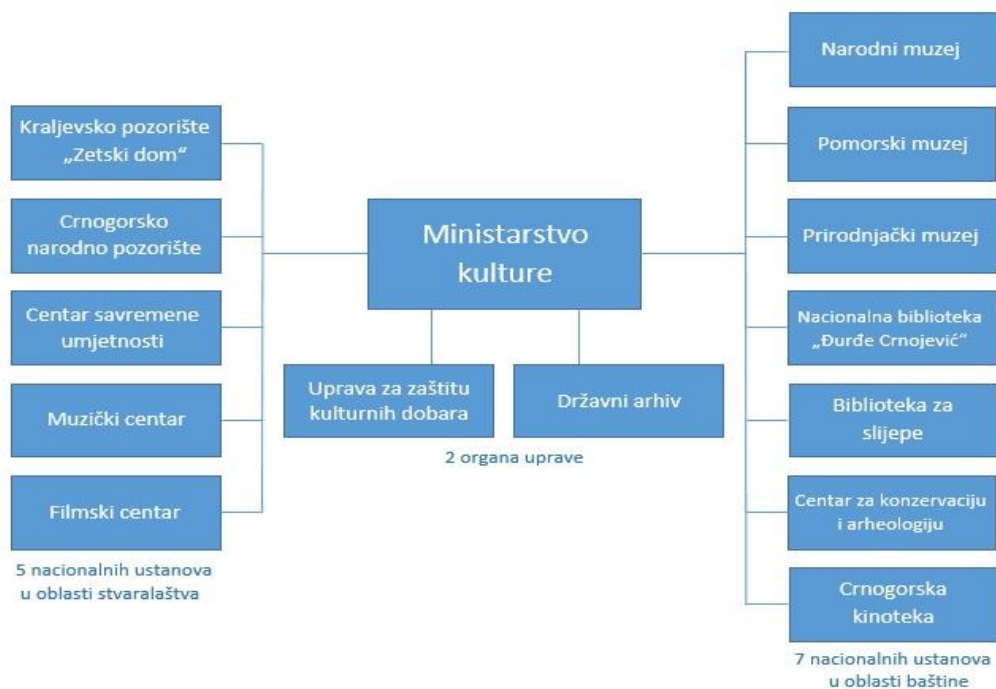 Kraljevsko pozorište
„Zetski dom“
Crnogorsko
narodno pozorište
Centar savremene
umjetnosti
Muzički centar
Filmski centar
5 nacionalnih ustanova
u oblasti stvaralaštva
Ministarstvo
kulture
Uprava za zaštitu
kulturnih dobara
Državni arhiv
2 organa uprave
Narodni muzej
Pomorski muzej
Prirodnjački muzej
Nacionalna biblioteka
„Đurđe Crnojević“
Biblioteka za
slijepe
Centar za konzervaciju
i arheologiju
Crnogorska
kinoteka
7 nacionalnih ustanova
u oblasti baštine